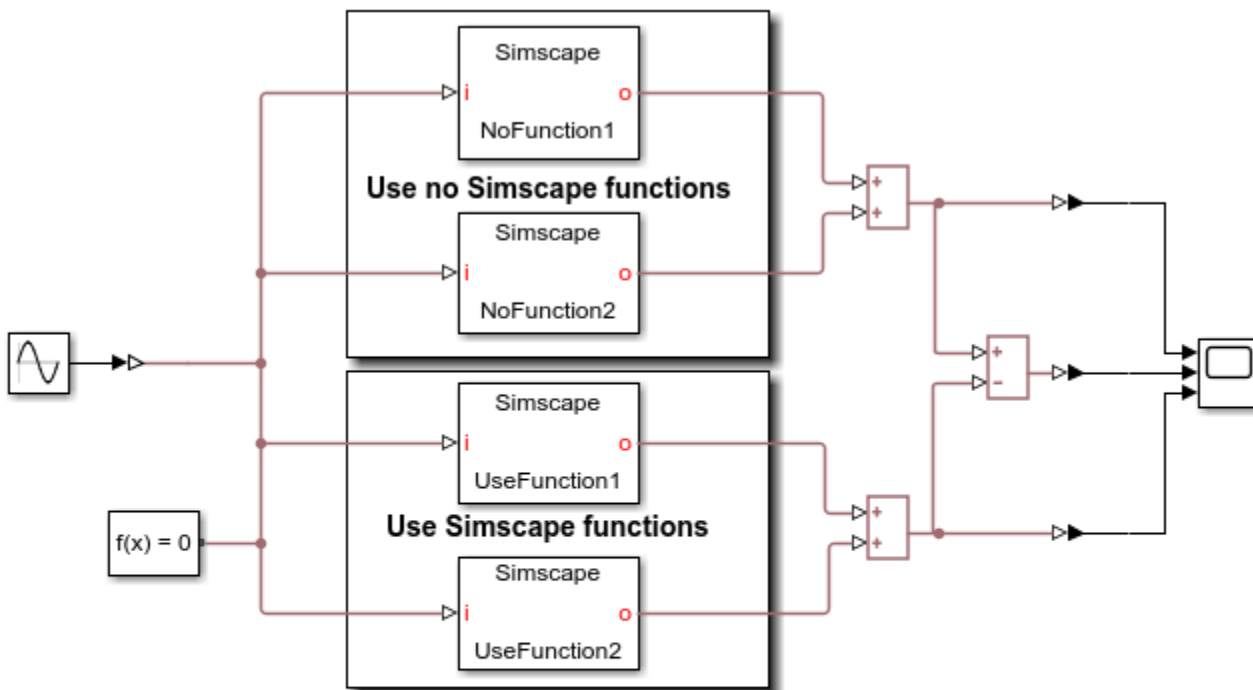 Simscape
i o
NoFunction1
Use no Simscape functions
+
+
Simscape
i o
NoFunction2
+
−
Simscape
i o
UseFunction1
Use Simscape functions
+
+
f(x) = 0
Simscape
i o
UseFunction2